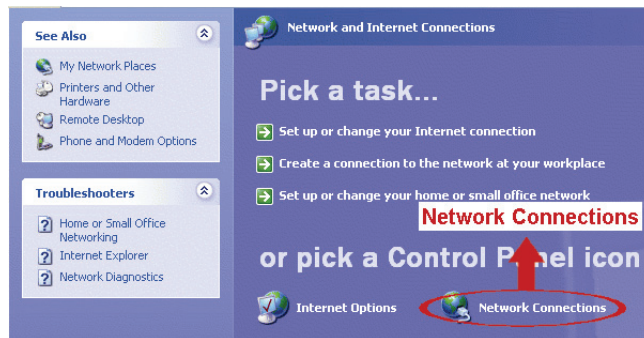 See Also
My Network Places
Printers and Other
Hardware
Remote Desktop
Phone and Modem Options
Troubleshooters
Home or Small Office
Networking
Internet Explorer
Network Diagnostics
Network and Internet Connections
Pick a task...
Set up or change your Internet connection
Create a connection to the network at your workplace
Set up or change your home or small office network
Network Connections
or pick a Control Panel icon
Internet Options
Network Connections